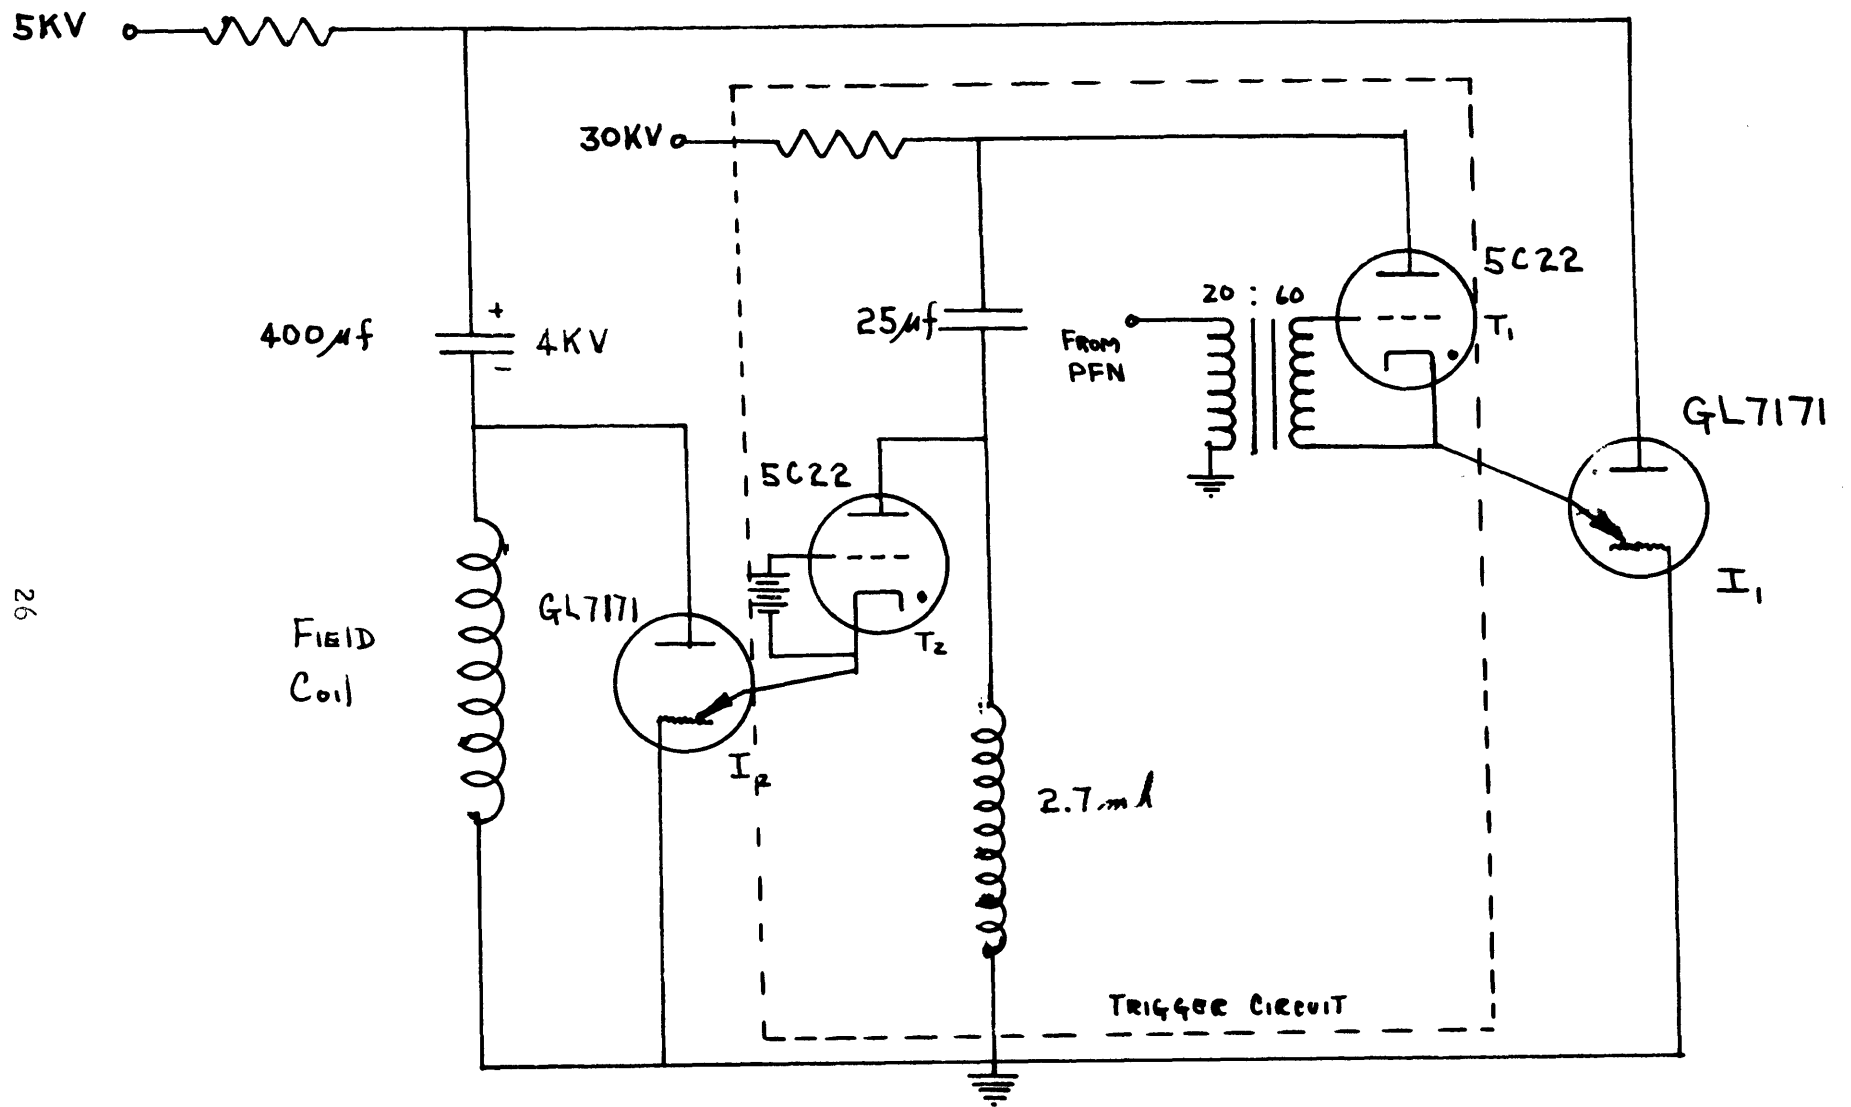 5KV
30KV
5C22
20 : 60
T1
+
400μf
4KV
-
25μf
FROM
PFN
GL7171
5C22
I1
26
GL7171
FIELD
COIL
T2
I2
2.7mh
TRIGGER CIRCUIT